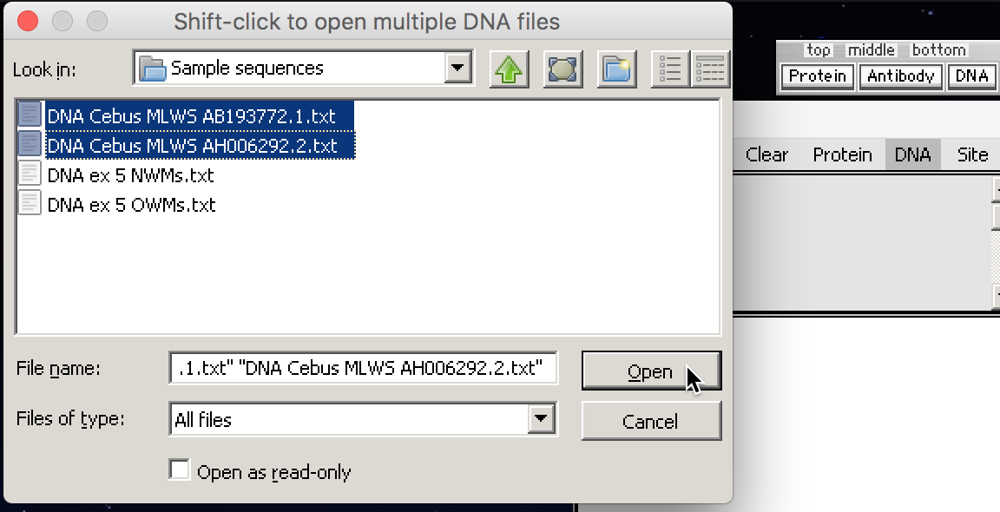 Shift-click to open multiple DNA files
Look in:
Sample sequences
DNA Cebus MLWS AB193772.1.txt
DNA Cebus MLWS AH006292.2.txt
DNA ex 5 NWMs.txt
DNA ex 5 OWMs.txt
File name:
.1.txt" "DNA Cebus MLWS AH006292.2.txt"
Open
Files of type:
All files
Cancel
Open as read-only
top middle bottom
Protein Antibody DNA
Clear Protein DNA Site